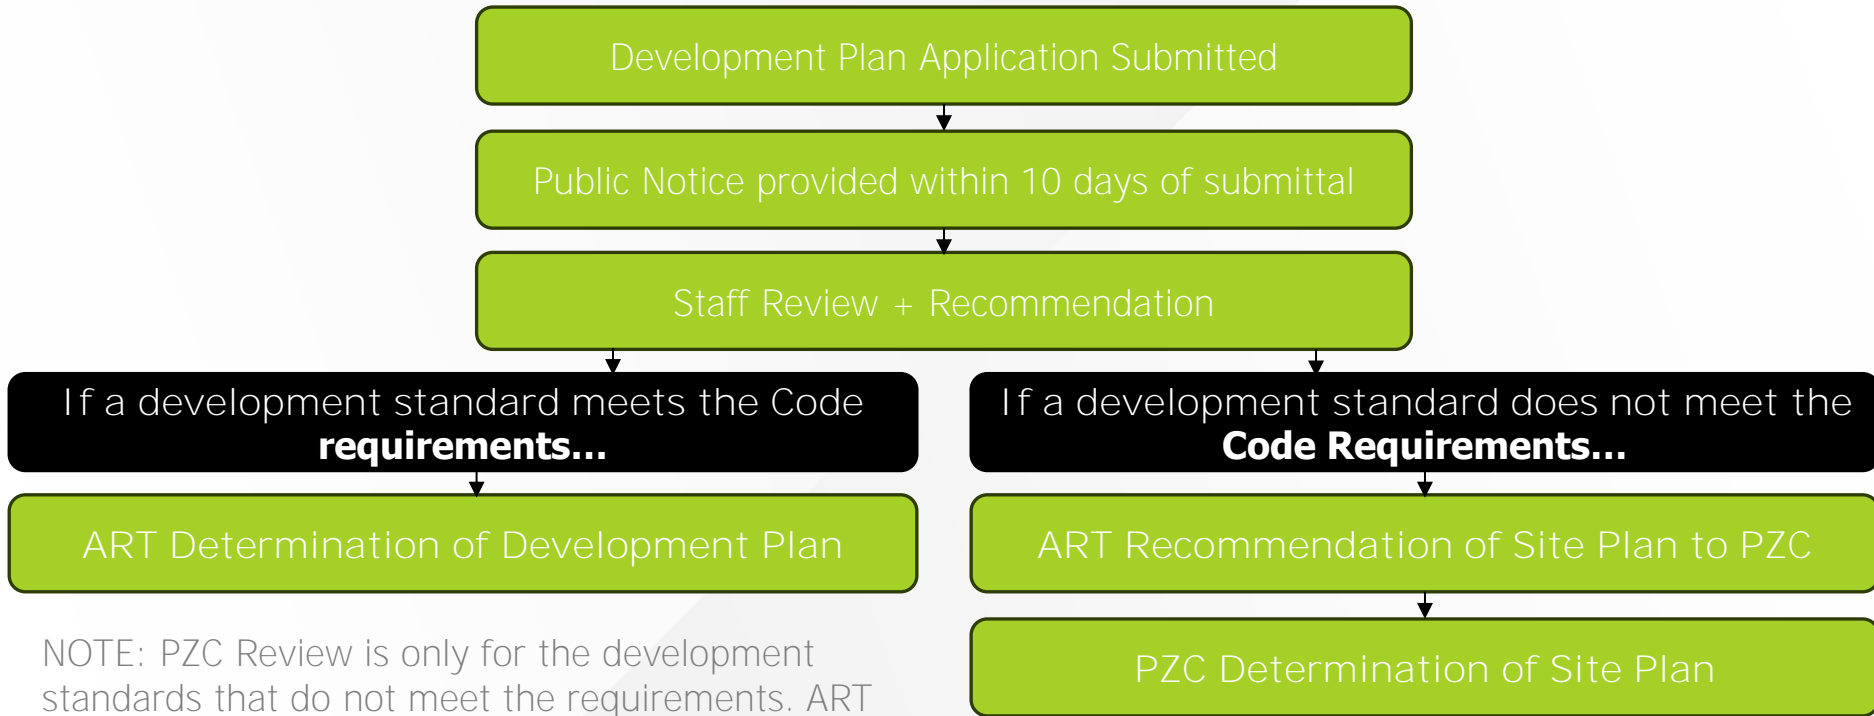 Development Plan Application Submitted
Public Notice provided within 10 days of submittal
Staff Review + Recommendation
If a development standard meets the Code
requirements…
If a development standard does not meet the
Code Requirements…
ART Determination of Development Plan
ART Recommendation of Site Plan to PZC
PZC Determination of Site Plan
NOTE: PZC Review is only for the development
standards that do not meet the requirements. ART